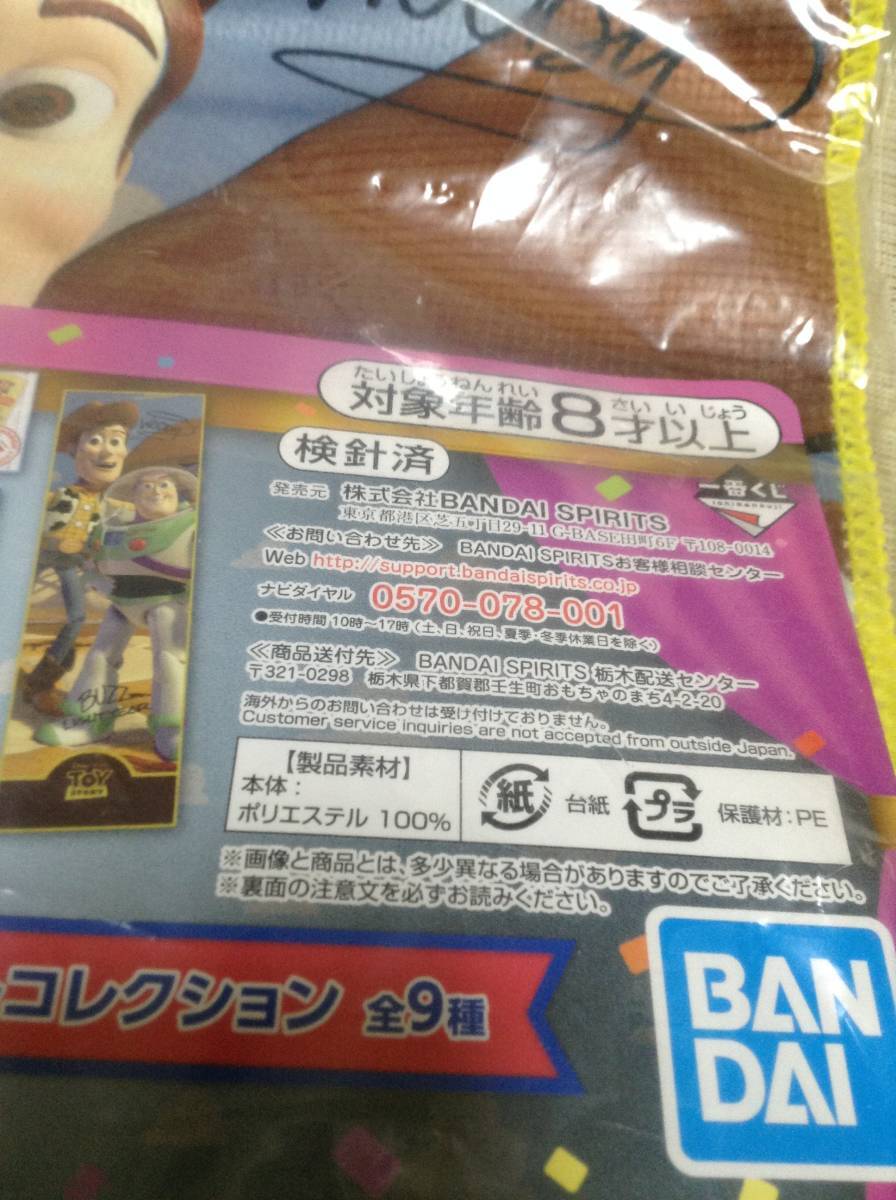 Woody
たいしょうねんれい さい い じょう
対象年齢8才以上
検針済
一番くじ
発売元 株式会社BANDAI SPIRITS
東京都港区芝五丁目29-11 G-BASE田町6F 〒108-0014
≪お問い合わせ先≫ BANDAI SPIRITSお客様相談センター
Web http://support.bandaispirits.co.jp
ナビダイヤル 0570-078-001
●受付時間 10時～17時(土、日、祝日、夏季・冬季休業日を除く)
≪商品送付先≫ BANDAI SPIRITS 栃木配送センター
〒321-0298 栃木県下都賀郡壬生町おもちゃのまち4-2-20
海外からのお問い合わせは受け付けておりません。
Customer service inquiries are not accepted from outside Japan.
【製品素材】
本体：
ポリエステル 100%
紙 台紙 プラ 保護材：PE
※画像と商品とは、多少異なる場合がありますのでご了承ください。
※裏面の注意文を必ずお読みください。
BUZZ
LIGHTYEAR
TOY
STORY
コレクション 全9種
BAN
DAI